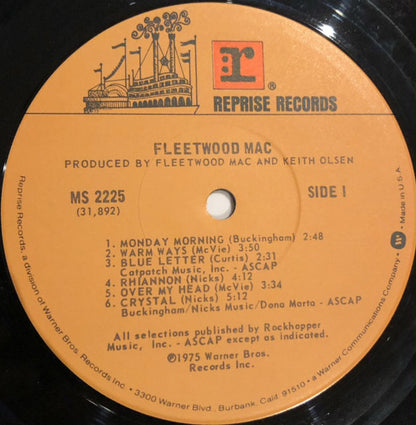 r®
REPRISE RECORDS
FLEETWOOD MAC
PRODUCED BY FLEETWOOD MAC AND KEITH OLSEN
MS 2225
(31,892)
SIDE 1
1. MONDAY MORNING (Buckingham) 2:48
2. WARM WAYS (McVie) 3:50
3. BLUE LETTER (Curtis) 2:31
Catpatch Music, Inc. - ASCAP
4. RHIANNON (Nicks) 4:12
5. OVER MY HEAD (McVie) 3:34
6. CRYSTAL (Nicks) 5:12
Buckingham/Nicks Music/Dona Marta - ASCAP
All selections published by Rockhopper
Music, Inc. - ASCAP except as indicated.
℗1975 Warner Bros.
Records Inc.
Reprise Records, a division of Warner Bros. Records Inc. • 3300 Warner Blvd., Burbank, Calif. 91510 • a Warner Communications Company W Made in U.S.A.